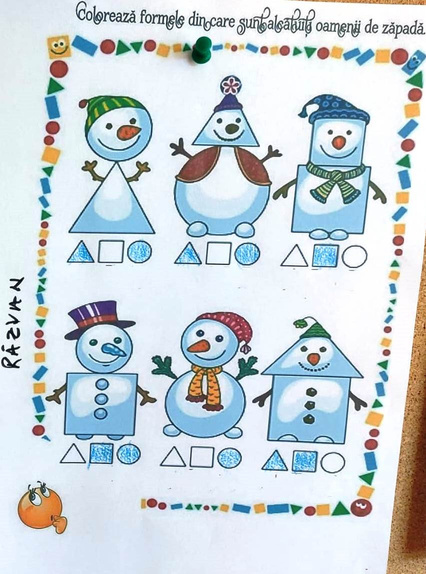 Colorează formele din care sunt alcătuiți oamenii de zăpadă.
RĂZVAN